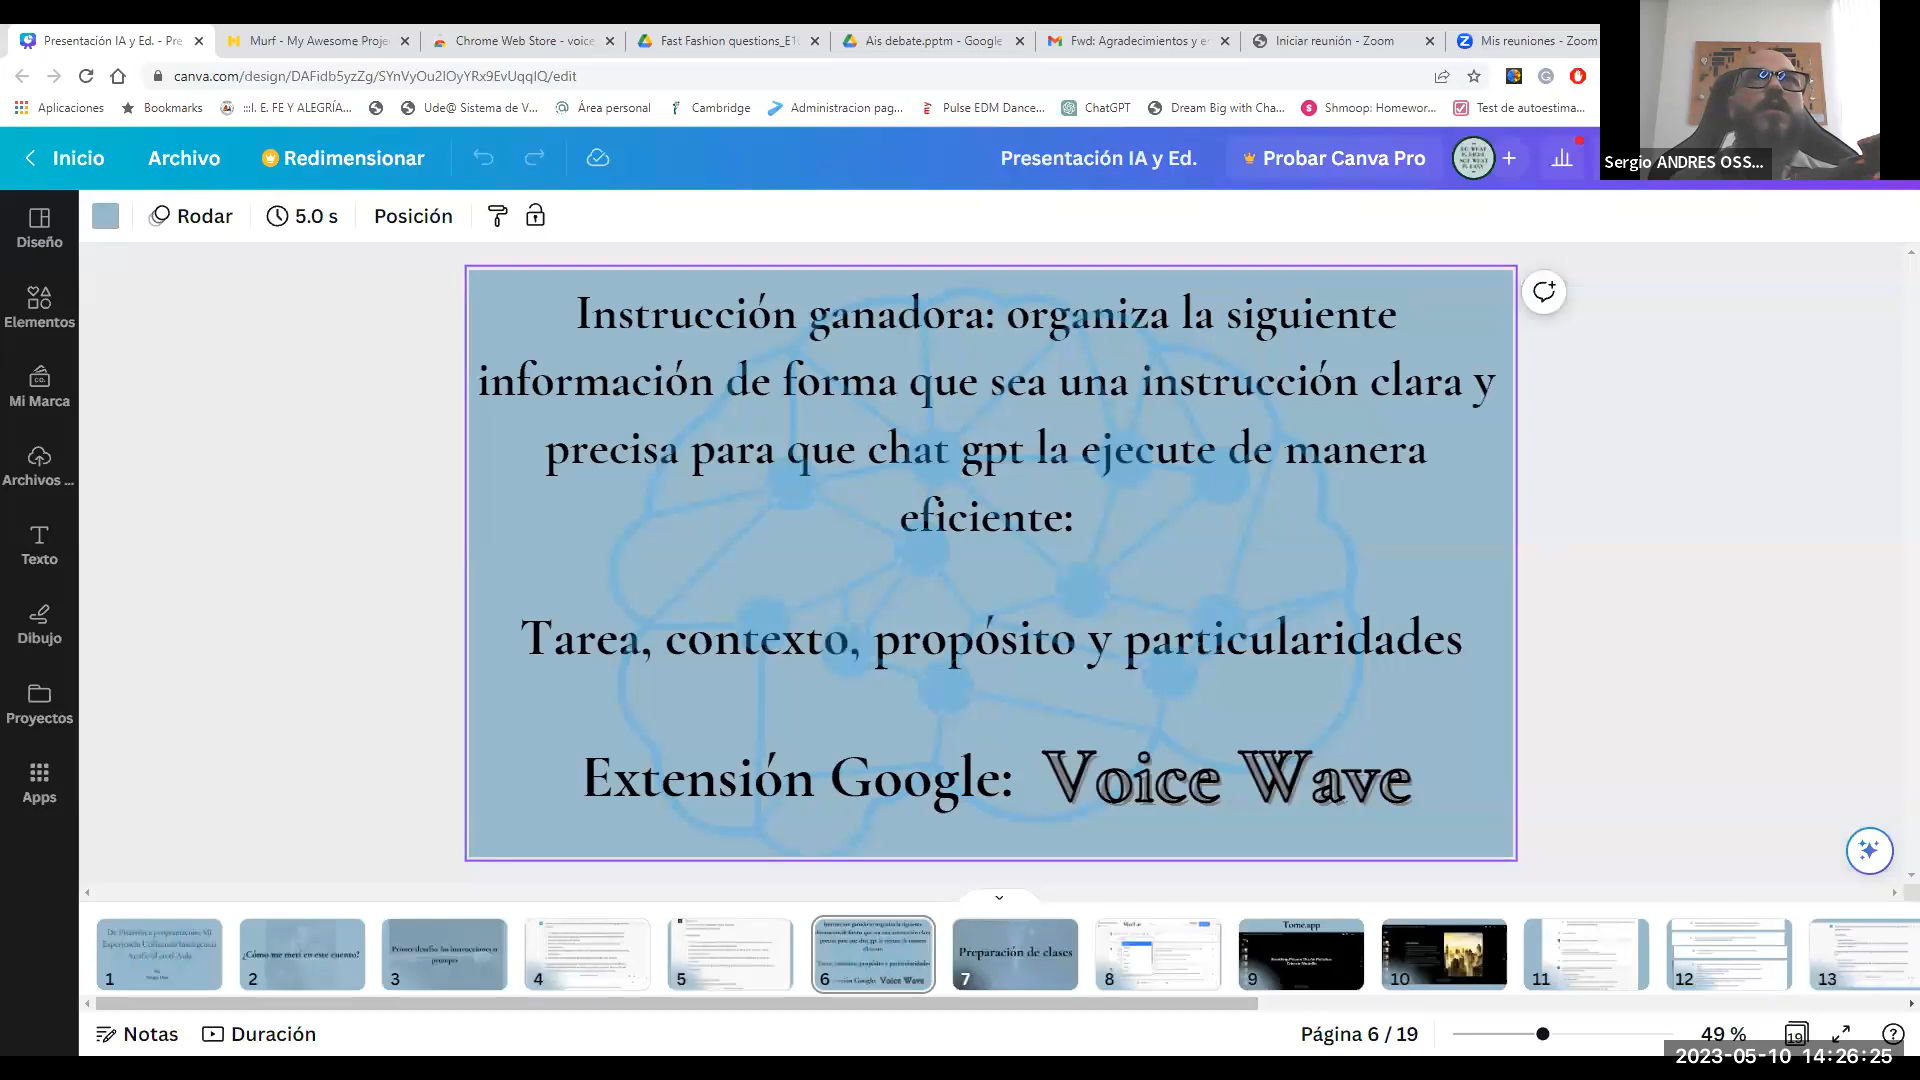 Presentación IA y Ed. - Pre
Murf - My Awesome Proje
Chrome Web Store - voice
Fast Fashion questions_E1
Ais debate.pptm - Google
Fwd: Agradecimientos y e
Iniciar reunión - Zoom
Mis reuniones - Zoom
canva.com/design/DAFidb5yzZg/SYnVyOu2lOyYRx9EvUqqlQ/edit
Aplicaciones
Bookmarks
:::I. E. FE Y ALEGRÍA...
Ude@ Sistema de V...
Área personal
Cambridge
Administracion pag...
Pulse EDM Dance...
ChatGPT
Dream Big with Cha...
Shmoop: Homewor...
Test de autoestima...
Inicio
Archivo
Redimensionar
Presentación IA y Ed.
Probar Canva Pro
Sergio ANDRES OSS...
Rodar
5.0 s
Posición
Diseño
Elementos
Mi Marca
Archivos ...
Texto
Dibujo
Proyectos
Apps
Instrucción ganadora: organiza la siguiente
información de forma que sea una instrucción clara y
precisa para que chat gpt la ejecute de manera
eficiente:
Tarea, contexto, propósito y particularidades
Extensión Google: Voice Wave
1
¿Cómo me metí en este cuento?
2
3
4
5
6
Preparación de clases
7
8
Tome.app
9
10
11
12
13
Notas
Duración
Página 6 / 19
49 %
19
2023-05-10 14:26:25